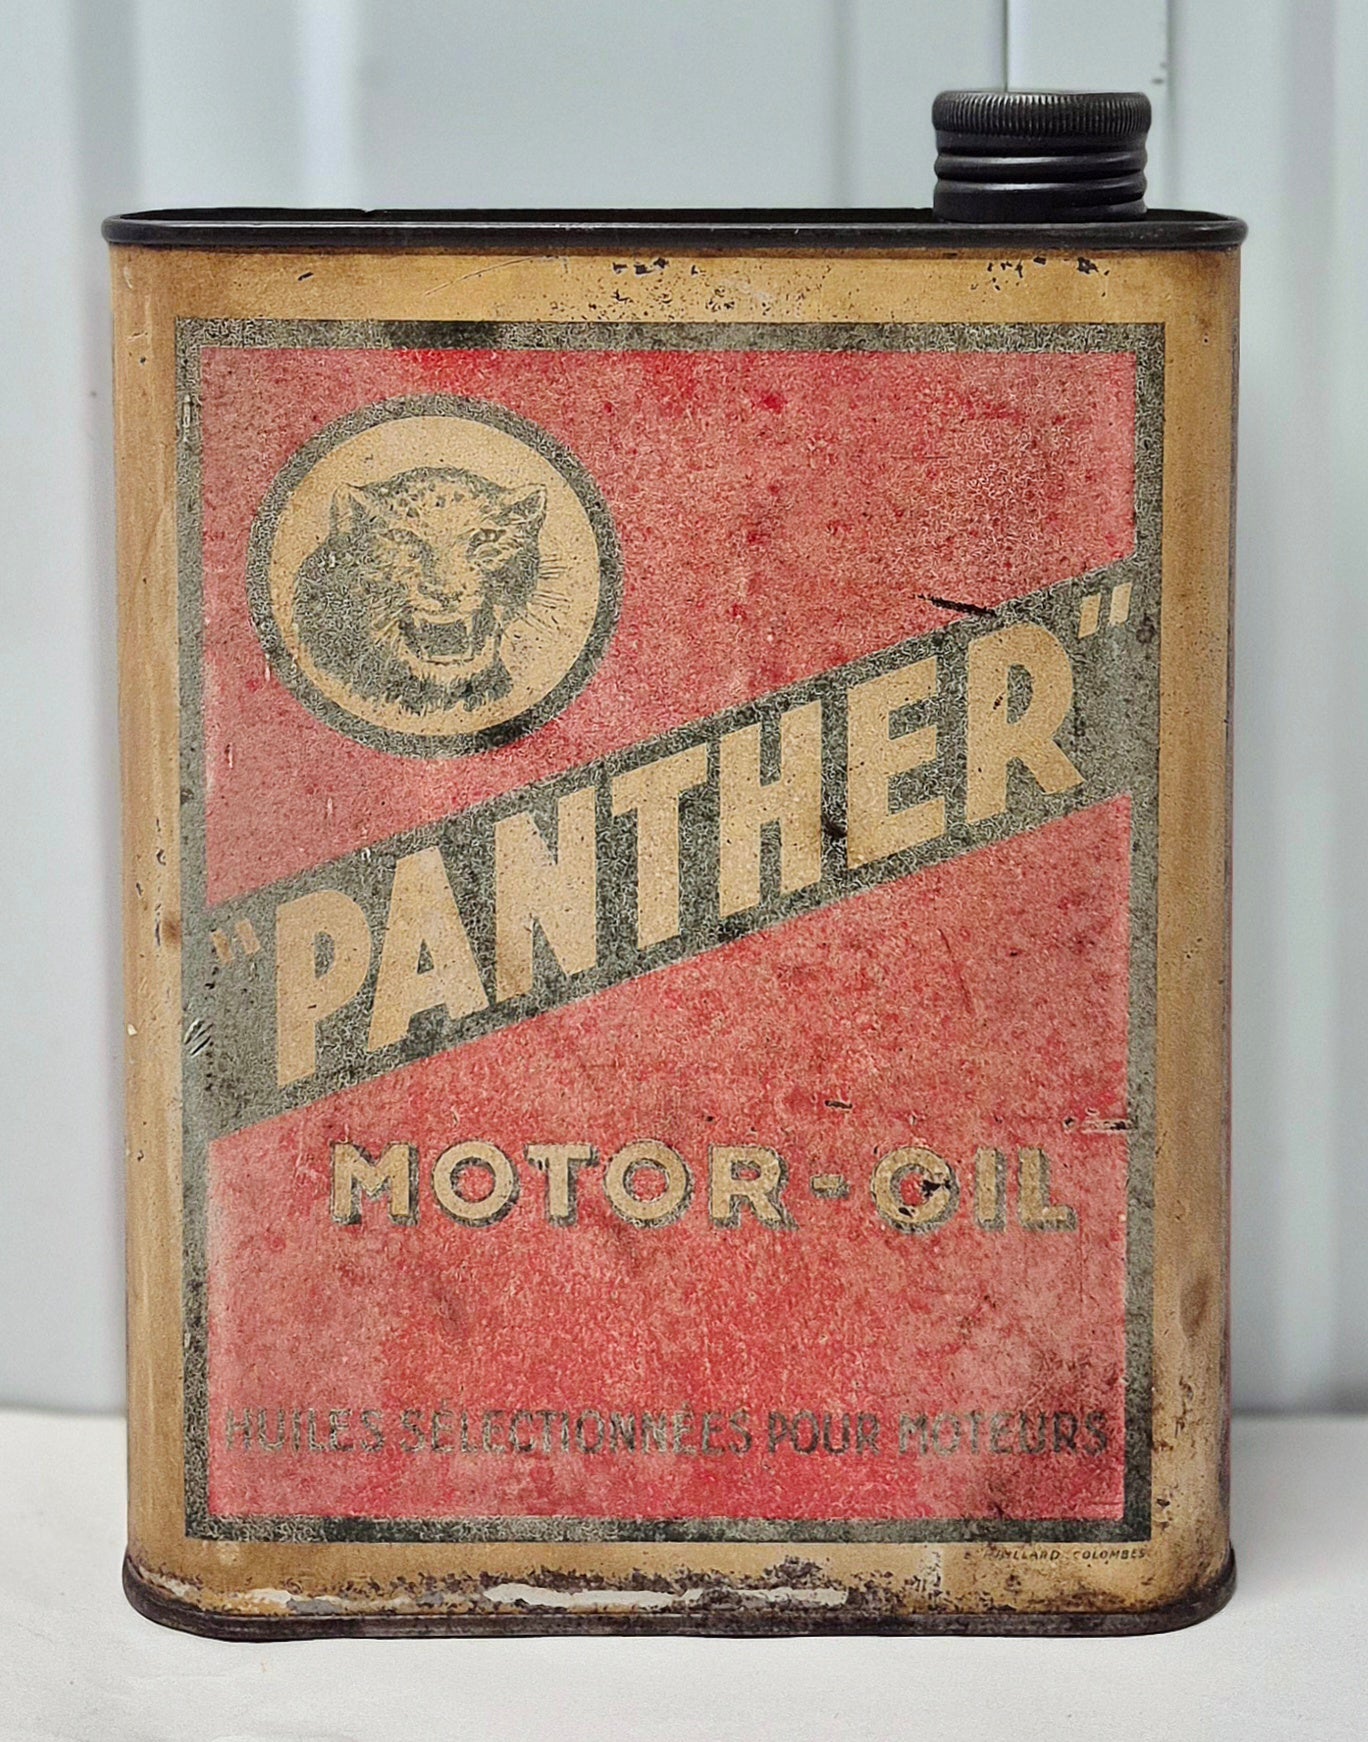 "PANTHER"
MOTOR-OIL
HUILES SÉLECTIONNÉES POUR MOTEURS
COLOMBES